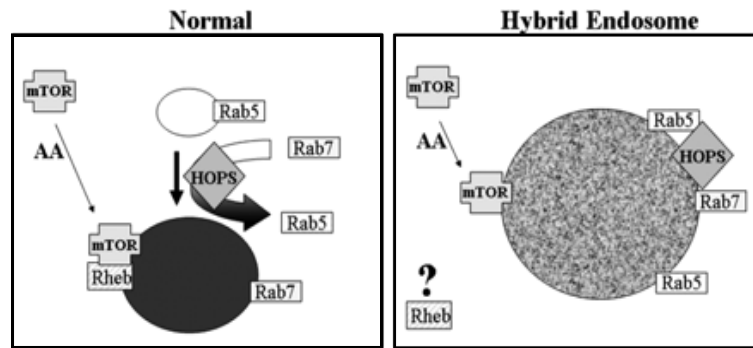 Normal
mTOR
AA
Rab5
Rab7
HOPS
Rab5
mTOR
Rheb
Rab7
Hybrid Endosome
mTOR
AA
Rab5
HOPS
mTOR
Rab7
Rab5
?
Rheb